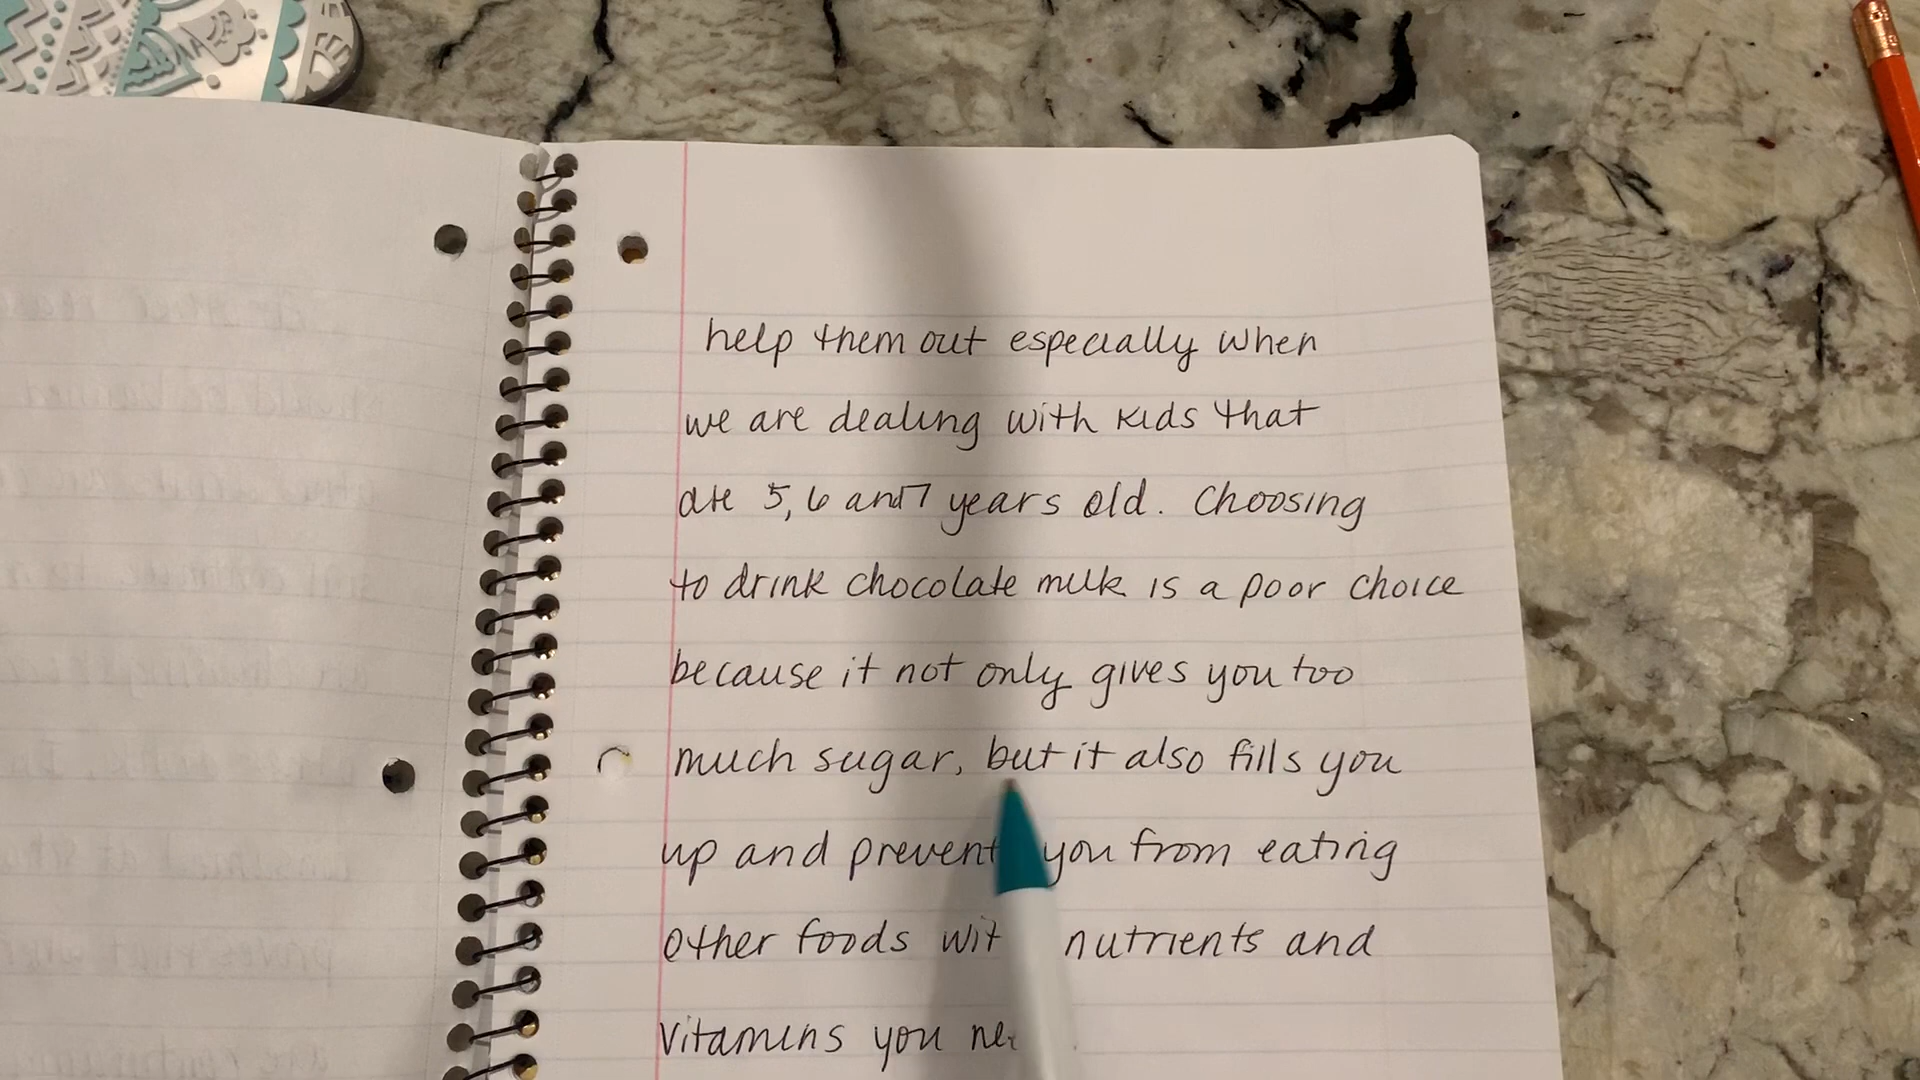 help them out especially when
we are dealing with kids that
are 5, 6 and 7 years old. Choosing
to drink chocolate milk is a poor choice
because it not only gives you too
much sugar, but it also fills you
up and prevent you from eating
other foods nutrients and
vitamins you